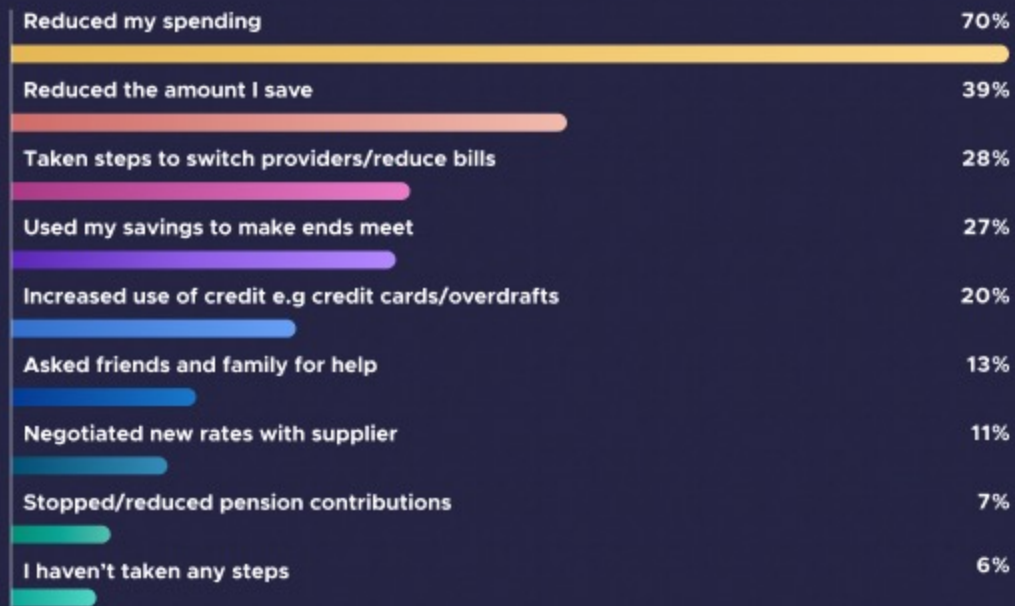 Reduced my spending 70%
Reduced the amount I save 39%
Taken steps to switch providers/reduce bills 28%
Used my savings to make ends meet 27%
Increased use of credit e.g credit cards/overdrafts 20%
Asked friends and family for help 13%
Negotiated new rates with supplier 11%
Stopped/reduced pension contributions 7%
I haven’t taken any steps 6%